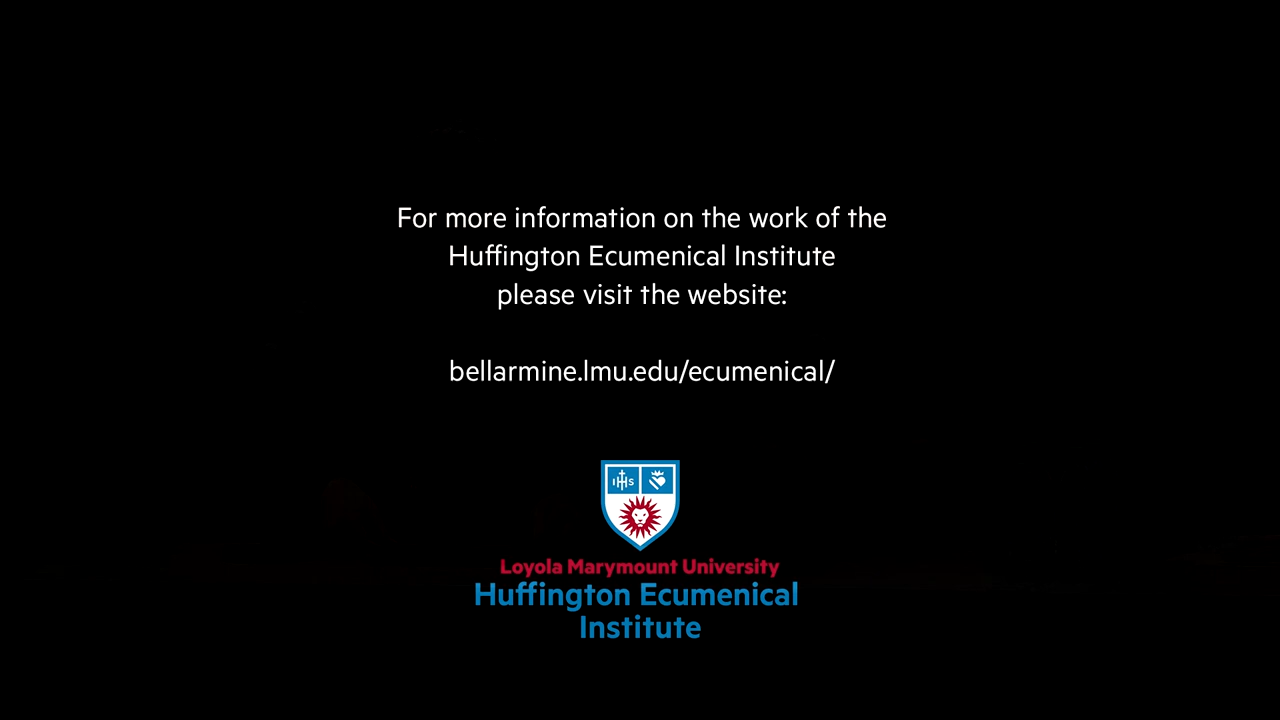 For more information on the work of the
Huffington Ecumenical Institute
please visit the website:
bellarmine.lmu.edu/ecumenical/
IHS
Loyola Marymount University
Huffington Ecumenical
Institute